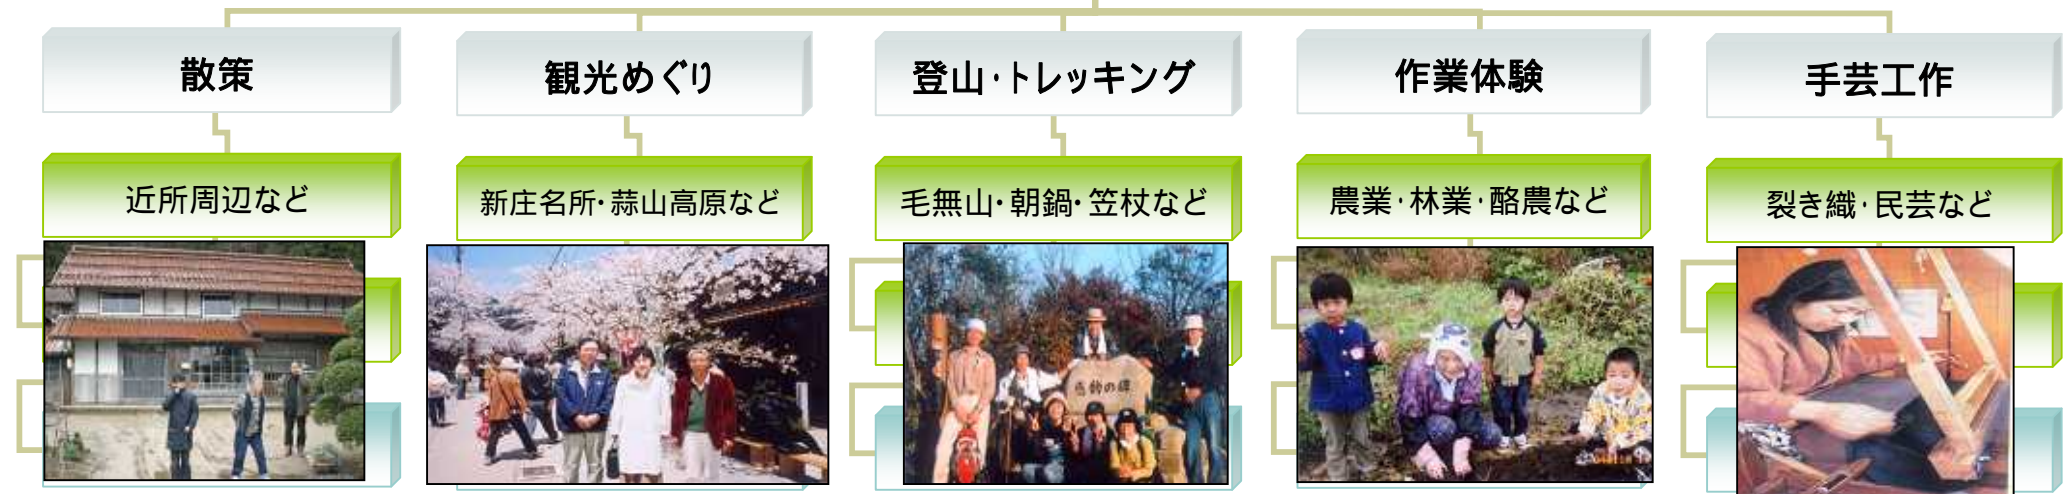 散策
観光めぐり
登山・トレッキング
作業体験
手芸工作
近所周辺など
新庄名所・蒜山高原など
毛無山・朝鍋・笠杖など
農業・林業・酪農など
裂き織・民芸など